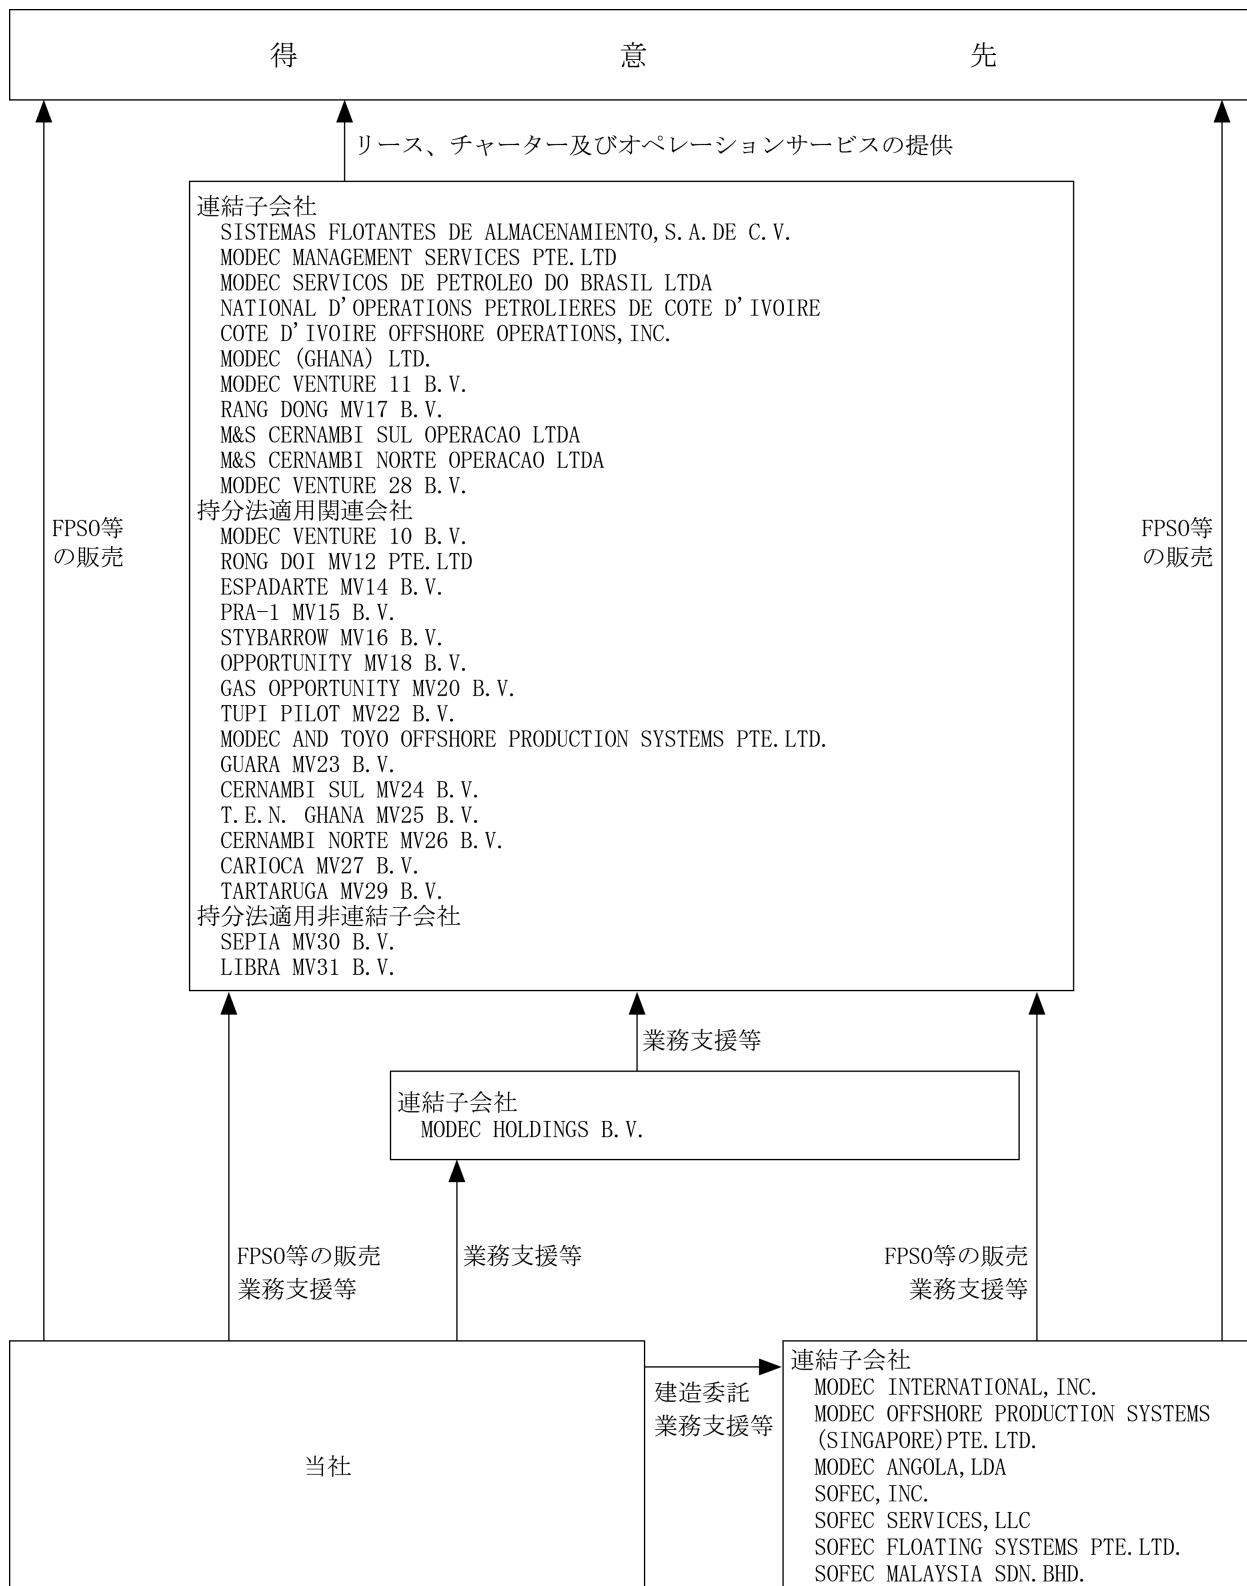 得意先
リース、チャーター及びオペレーションサービスの提供
連結子会社
SISTEMAS FLOTANTES DE ALMACENAMIENTO,S.A.DE C.V.
MODEC MANAGEMENT SERVICES PTE.LTD
MODEC SERVICOS DE PETROLEO DO BRASIL LTDA
NATIONAL D'OPERATIONS PETROLIERES DE COTE D'IVOIRE
COTE D'IVOIRE OFFSHORE OPERATIONS,INC.
MODEC (GHANA) LTD.
MODEC VENTURE 11 B.V.
RANG DONG MV17 B.V.
M&S CERNAMBI SUL OPERACAO LTDA
M&S CERNAMBI NORTE OPERACAO LTDA
MODEC VENTURE 28 B.V.
持分法適用関連会社
MODEC VENTURE 10 B.V.
RONG DOI MV12 PTE.LTD
ESPADARTE MV14 B.V.
PRA-1 MV15 B.V.
STYBARROW MV16 B.V.
OPPORTUNITY MV18 B.V.
GAS OPPORTUNITY MV20 B.V.
TUPI PILOT MV22 B.V.
MODEC AND TOYO OFFSHORE PRODUCTION SYSTEMS PTE.LTD.
GUARA MV23 B.V.
CERNAMBI SUL MV24 B.V.
T.E.N. GHANA MV25 B.V.
CERNAMBI NORTE MV26 B.V.
CARIOCA MV27 B.V.
TARTARUGA MV29 B.V.
持分法適用非連結子会社
SEPIA MV30 B.V.
LIBRA MV31 B.V.
FPSO等
の販売
FPSO等
の販売
業務支援等
連結子会社
MODEC HOLDINGS B.V.
FPSO等の販売
業務支援等
業務支援等
FPSO等の販売
業務支援等
当社
建造委託
業務支援等
連結子会社
MODEC INTERNATIONAL,INC.
MODEC OFFSHORE PRODUCTION SYSTEMS
(SINGAPORE)PTE.LTD.
MODEC ANGOLA,LDA
SOFEC,INC.
SOFEC SERVICES,LLC
SOFEC FLOATING SYSTEMS PTE.LTD.
SOFEC MALAYSIA SDN.BHD.